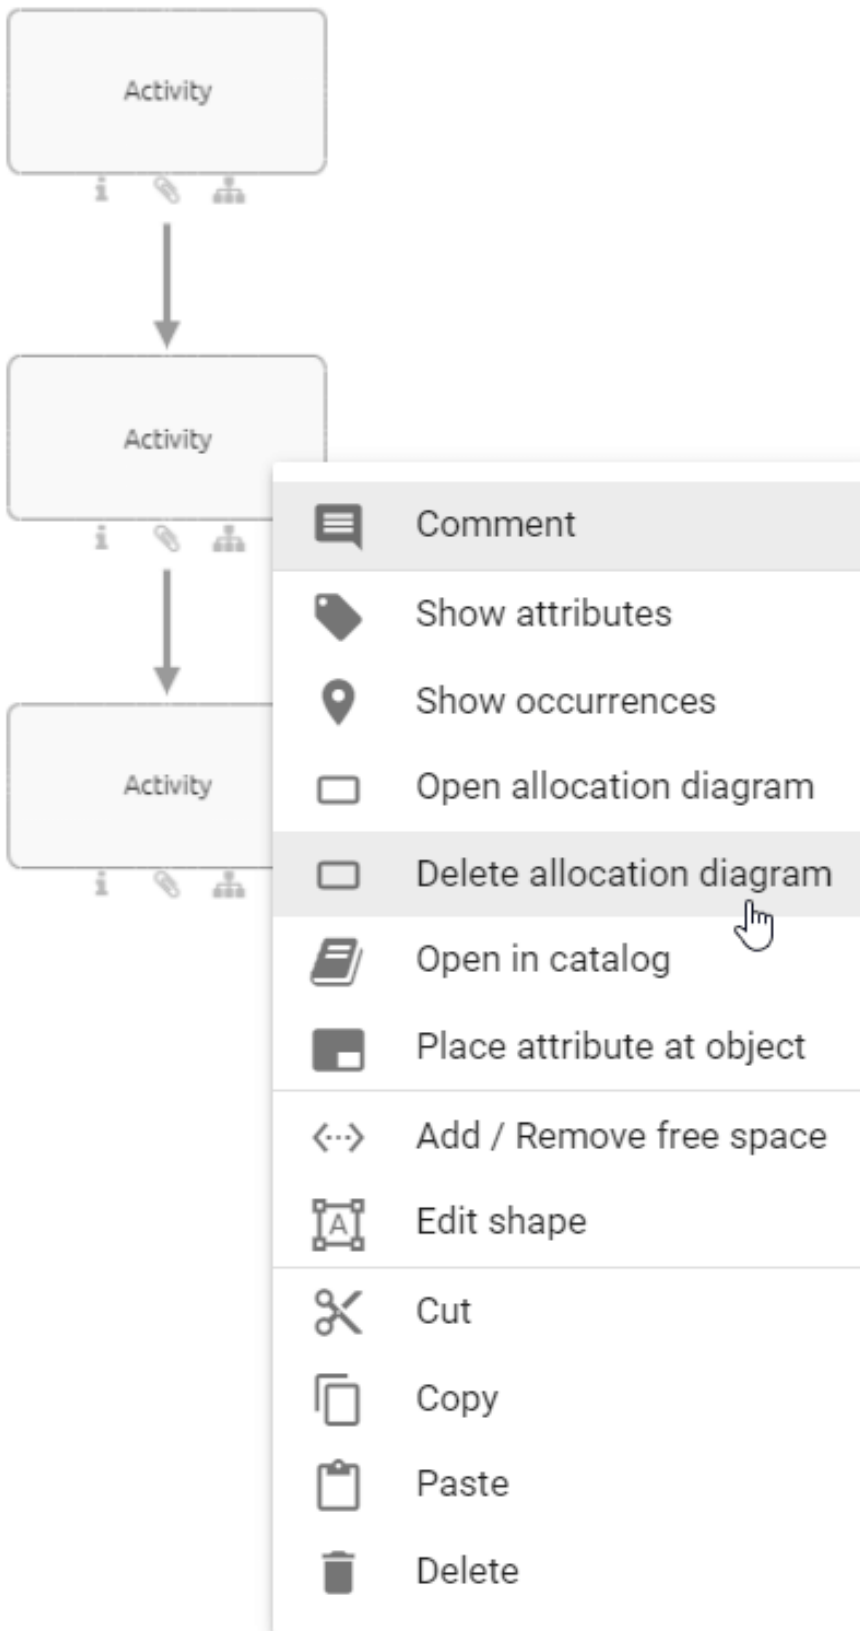 Activity
Activity
Activity
Comment
Show attributes
Show occurrences
Open allocation diagram
Delete allocation diagram
Open in catalog
Place attribute at object
Add / Remove free space
Edit shape
Cut
Copy
Paste
Delete